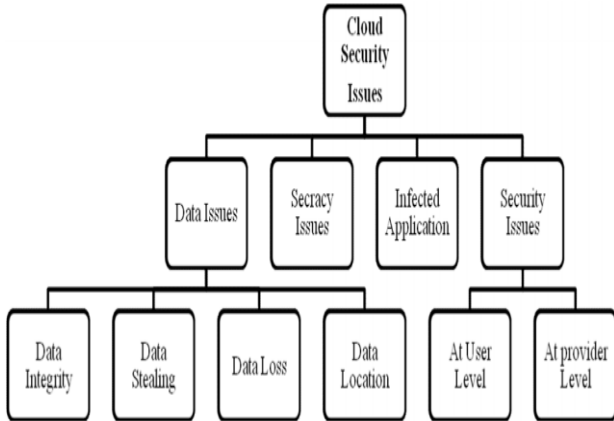 Cloud
Security
Issues
Data Issues
Secracy
Issues
Infected
Application
Security
Issues
Data
Integrity
Data
Stealing
Data Loss
Data
Location
At User
Level
At provider
Level